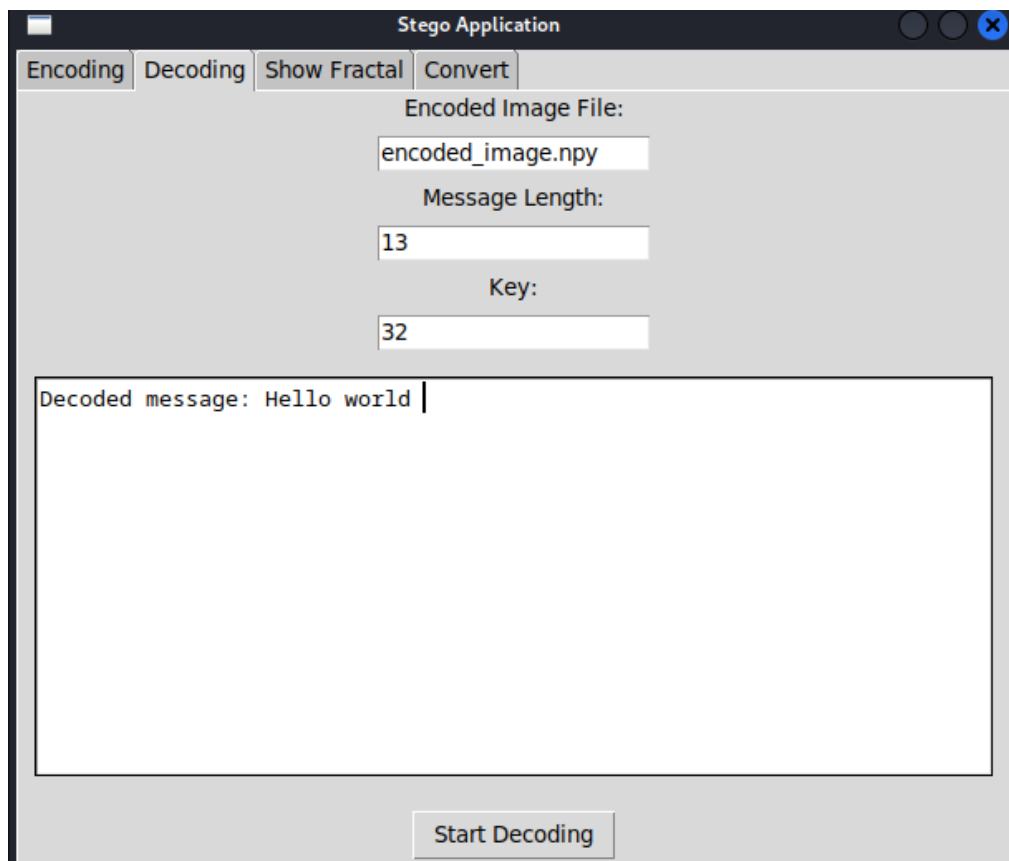 Stego Application
Encoding Decoding Show Fractal Convert
Encoded Image File:
encoded_image.npy
Message Length:
13
Key:
32
Decoded message: Hello world
Start Decoding